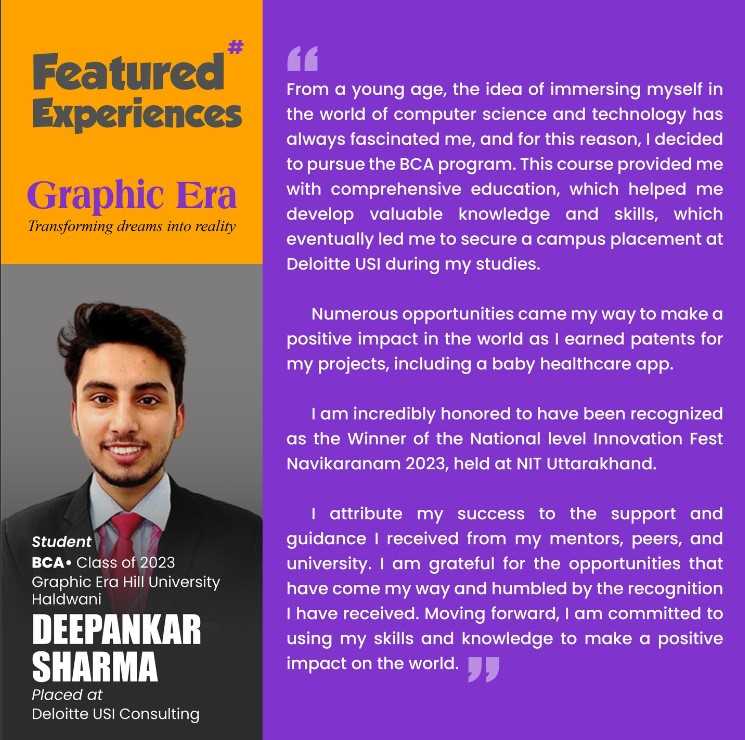 #
Featured
Experiences
Graphic Era
Transforming dreams into reality
Student
BCA• Class of 2023
Graphic Era Hill University
Haldwani
DEEPANKAR
SHARMA
Placed at
Deloitte USI Consulting
“
From a young age, the idea of immersing myself in
the world of computer science and technology has
always fascinated me, and for this reason, I decided
to pursue the BCA program. This course provided me
with comprehensive education, which helped me
develop valuable knowledge and skills, which
eventually led me to secure a campus placement at
Deloitte USI during my studies.
Numerous opportunities came my way to make a
positive impact in the world as I earned patents for
my projects, including a baby healthcare app.
I am incredibly honored to have been recognized
as the Winner of the National level Innovation Fest
Navikaranam 2023, held at NIT Uttarakhand.
I attribute my success to the support and
guidance I received from my mentors, peers, and
university. I am grateful for the opportunities that
have come my way and humbled by the recognition
I have received. Moving forward, I am committed to
using my skills and knowledge to make a positive
impact on the world. ”